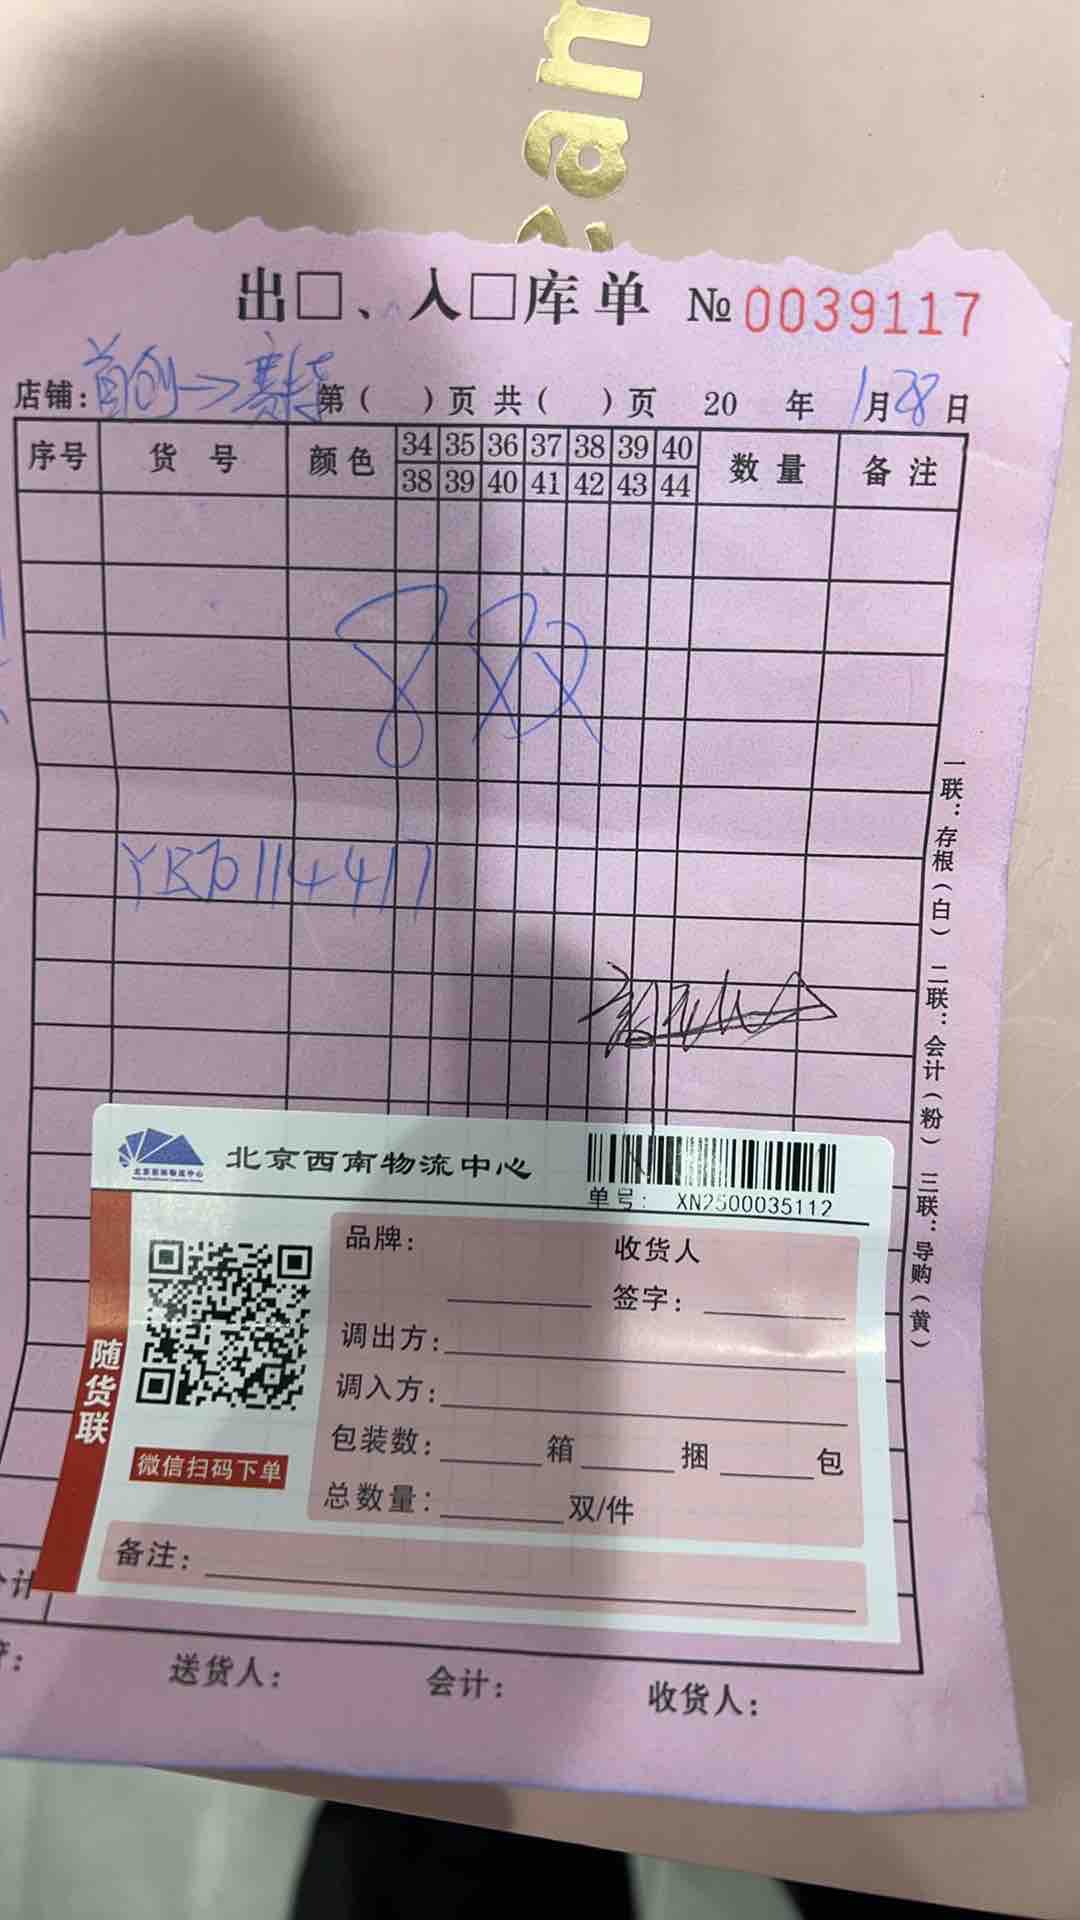 出□、入□库单 № 0039117
店铺: 首创→赛特 第( )页 共( )页 20 年 1月28日
序号 货号 颜色 34 35 36 37 38 39 40 数量 备注
38 39 40 41 42 43 44
8双
YB70114417
一联:存根(白) 二联:会计(粉) 三联:导购(黄)
北京西南物流中心
单号: XN2500035112
随货联
微信扫码下单
品牌:
收货人
签字:
调出方:
调入方:
包装数: 箱 捆 包
总数量: 双/件
备注:
计
送货人: 会计: 收货人: